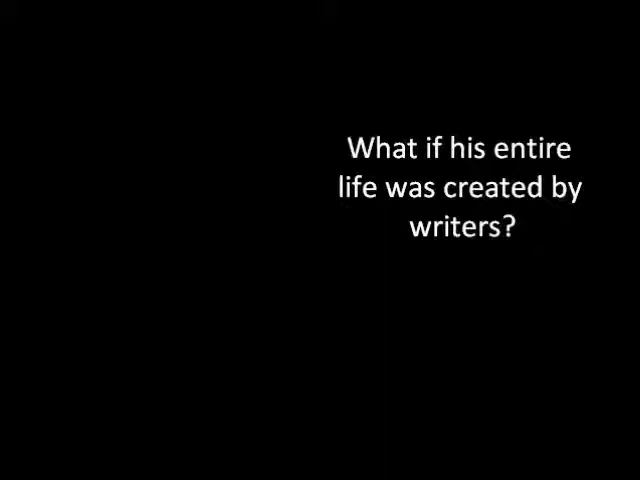 What if his entire
life was created by
writers?